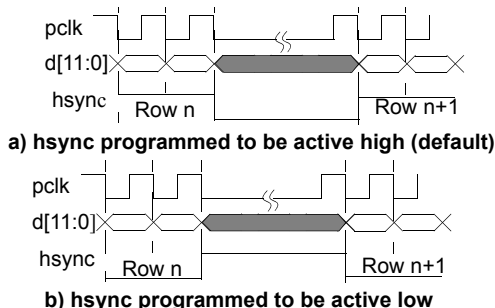 pclk
d[11:0]
hsync
Row n
Row n+1
a) hsync programmed to be active high (default)
pclk
d[11:0]
hsync
Row n
Row n+1
b) hsync programmed to be active low